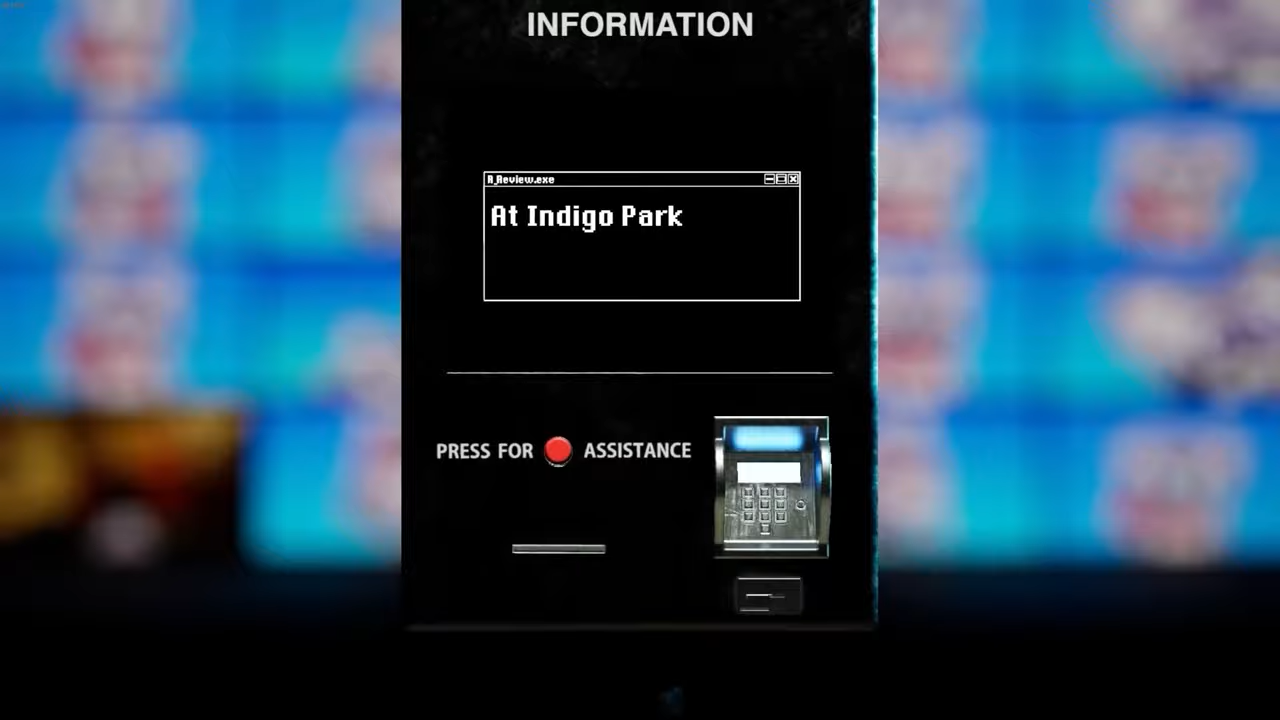 INFORMATION
A_Review.exe
At Indigo Park
PRESS FOR ASSISTANCE